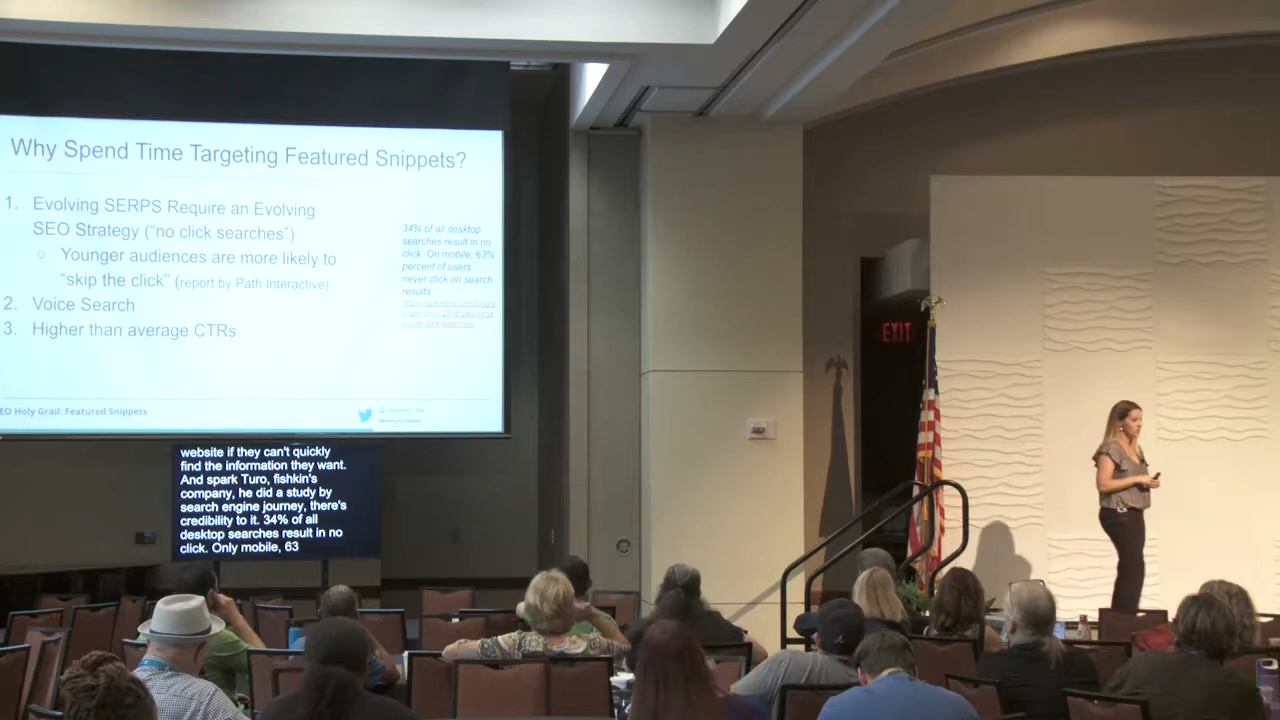 Why Spend Time Targeting Featured Snippets?
1. Evolving SERPS Require an Evolving
SEO Strategy (“no click searches”)
○ Younger audiences are more likely to
“skip the click” (report by Path Interactive)
2. Voice Search
3. Higher than average CTRs
34% of all desktop
searches result in no
click. On mobile, 63%
percent of users
never click on search
results.
EO Holy Grail: Featured Snippets
website if they can't quickly
find the information they want.
And spark Turo, fishkin's
company, he did a study by
search engine journey, there's
credibility to it. 34% of all
desktop searches result in no
click. Only mobile, 63
EXIT